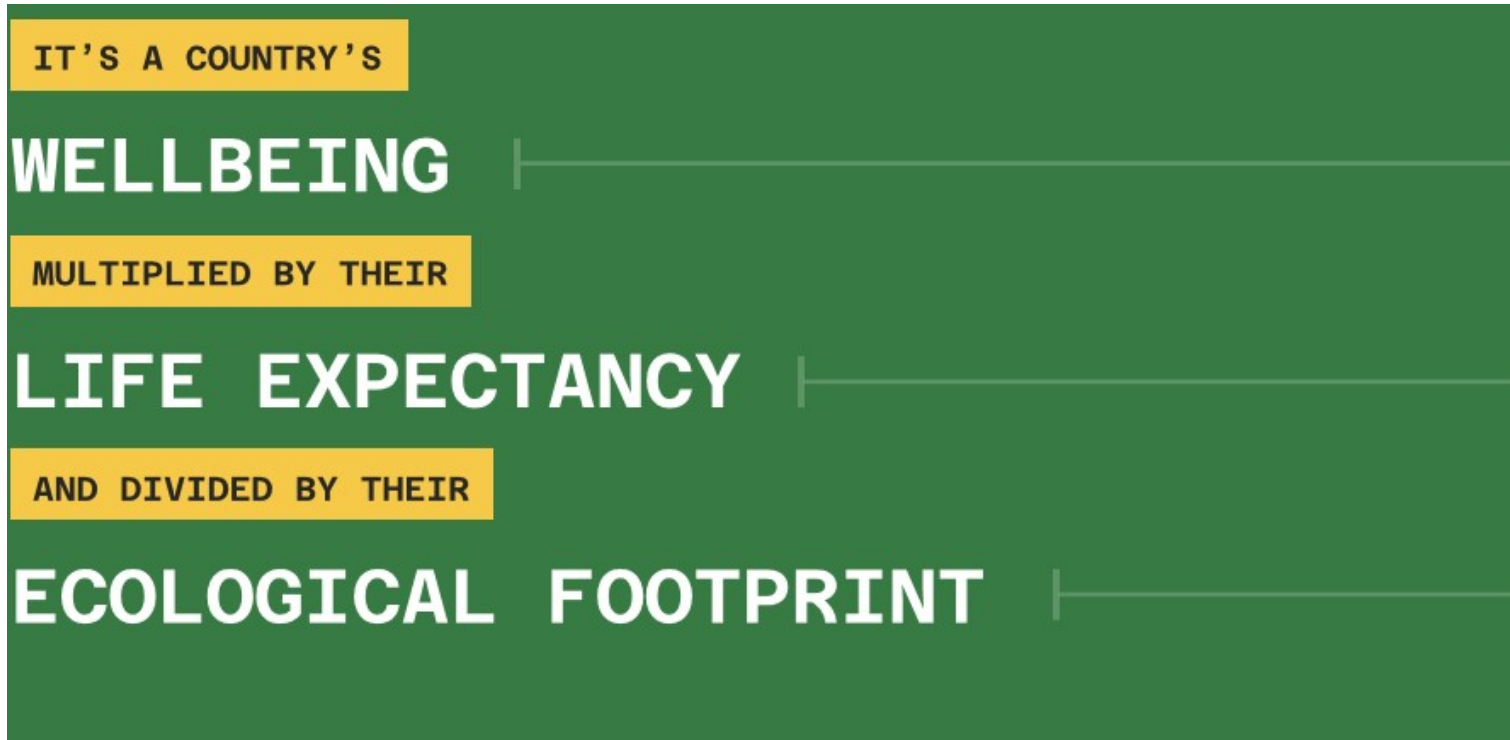 IT’S A COUNTRY’S
WELLBEING
MULTIPLIED BY THEIR
LIFE EXPECTANCY
AND DIVIDED BY THEIR
ECOLOGICAL FOOTPRINT